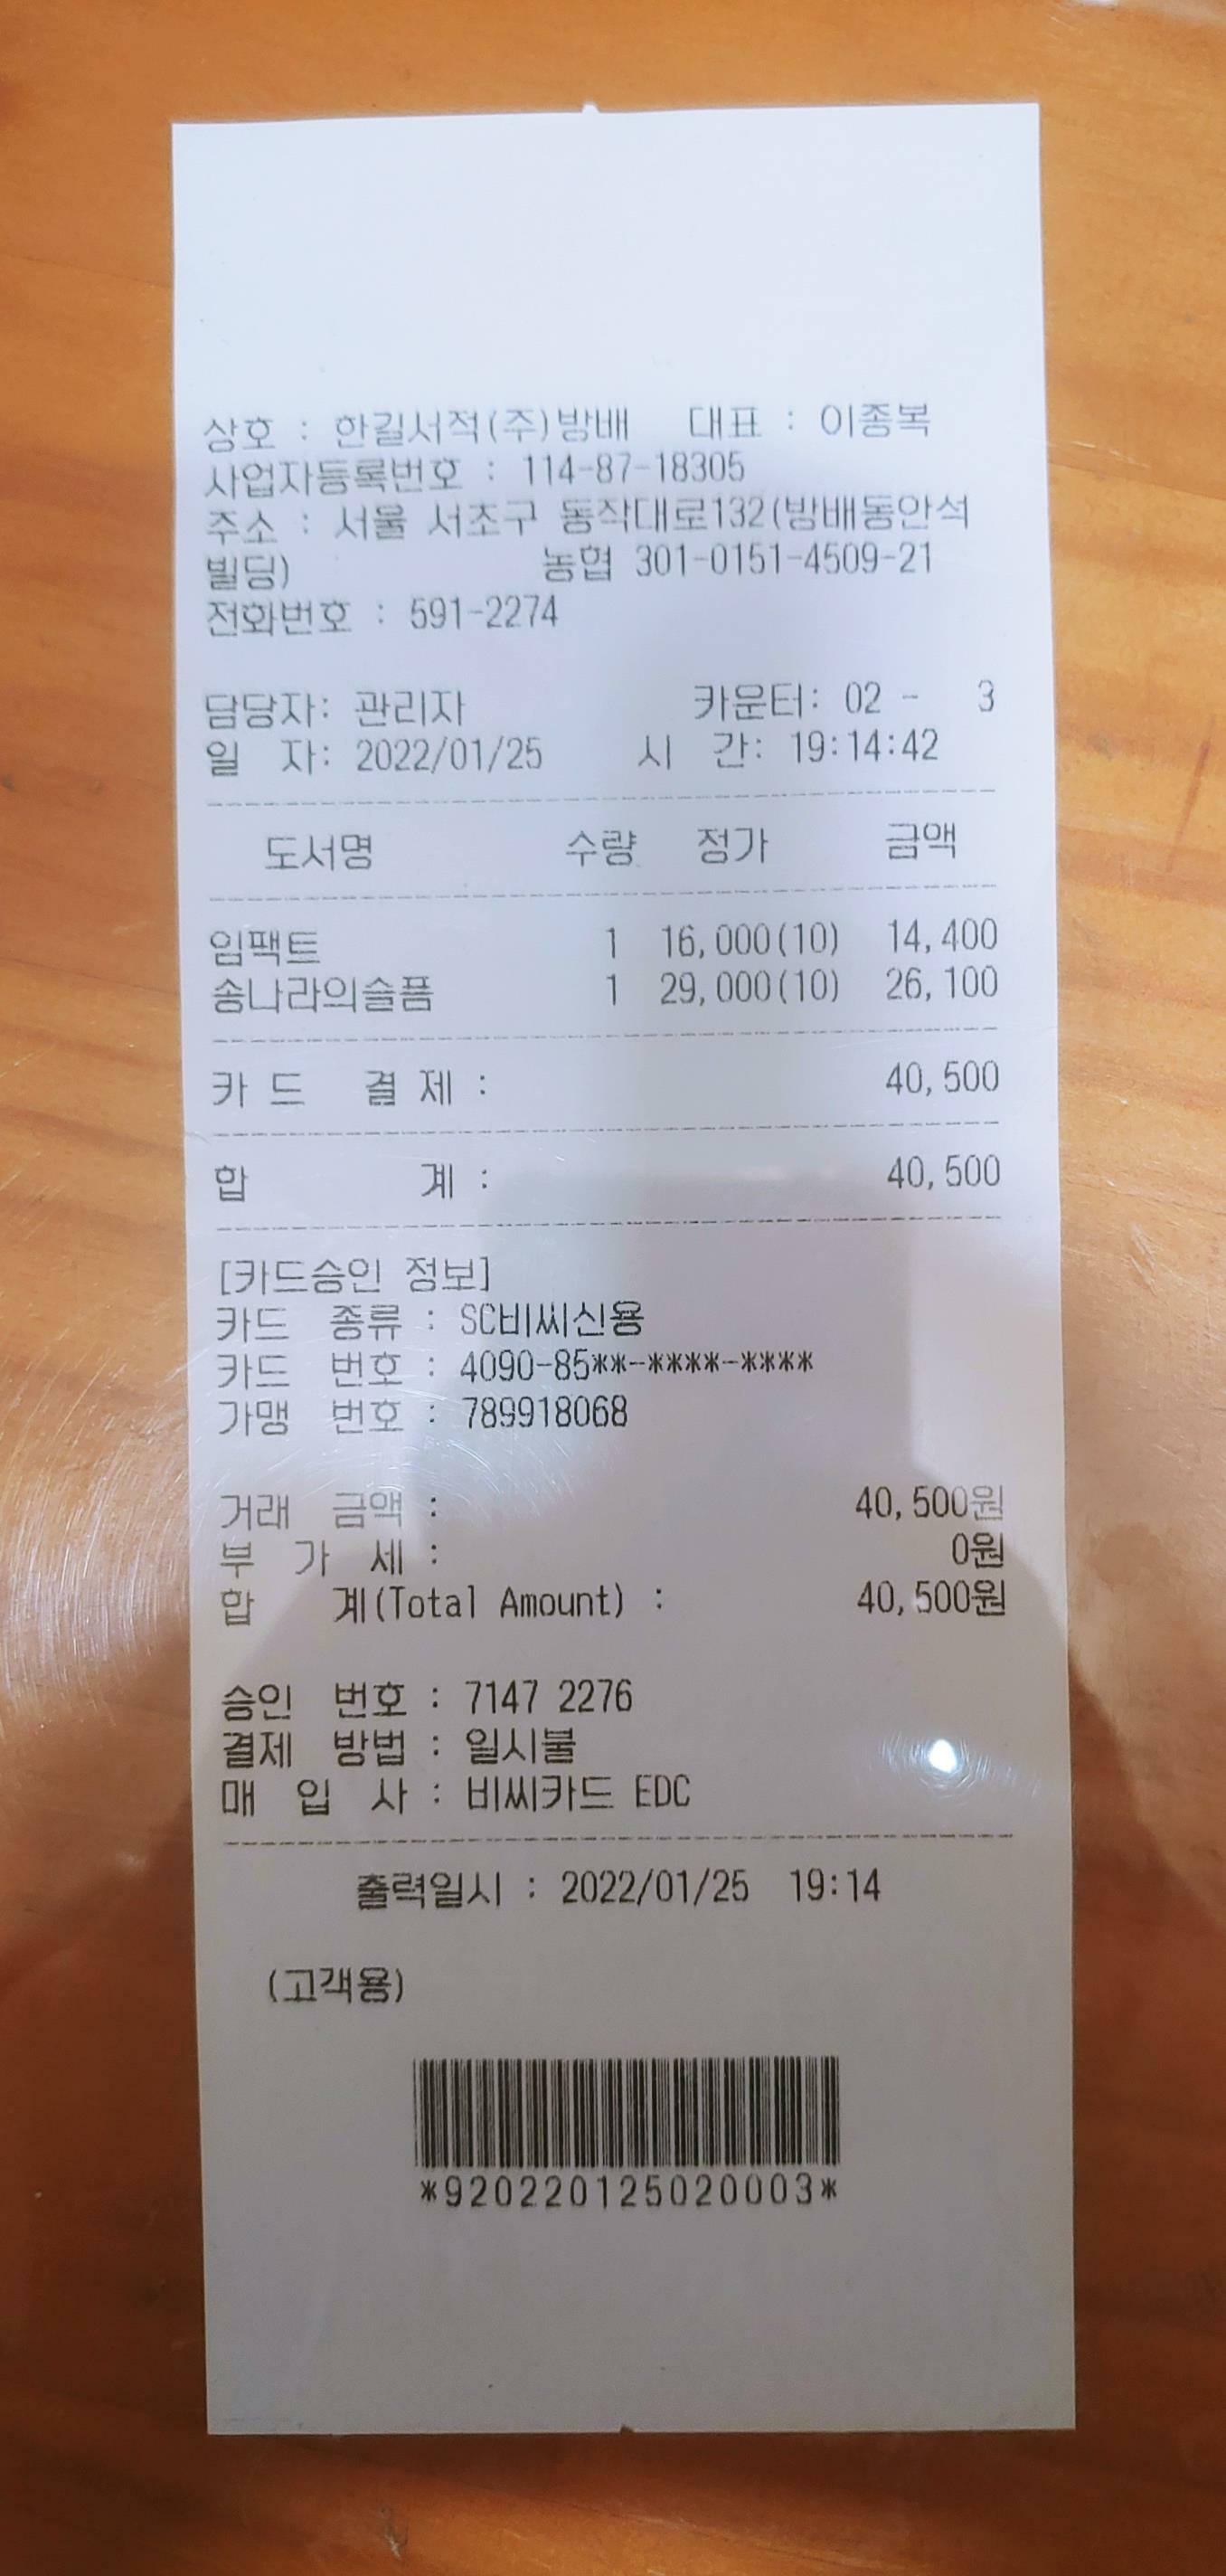 상호 : 한길서적(주)방배 대표 : 이종복
사업자등록번호 : 114-87-18305
주소 : 서울 서초구 동작대로132(방배동안석
빌딩) 농협 301-0151-4509-21
전화번호 : 591-2274
담당자: 관리자 카운터: 02 - 3
일 자: 2022/01/25 시 간: 19:14:42
도서명 수량 정가 금액
임팩트 1 16,000(10) 14,400
송나라의슬픔 1 29,000(10) 26,100
카 드 결 제 : 40,500
합 계 : 40,500
[카드승인 정보]
카드 종류 : SC비씨신용
카드 번호 : 4090-85**-****-****
가맹 번호 : 789918068
거래 금액 : 40,500원
부 가 세 : 0원
합 계(Total Amount) : 40,500원
승인 번호 : 7147 2276
결제 방법 : 일시불
매 입 사 : 비씨카드 EDC
출력일시 : 2022/01/25 19:14
(고객용)
*920220125020003*